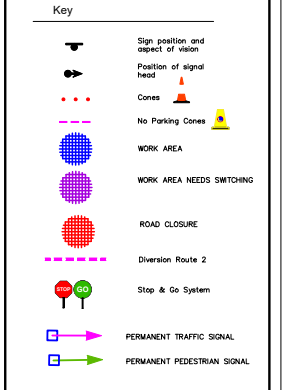 Key
Sign position and
aspect of vision
Position of signal
head
Cones
No Parking Cones
WORK AREA
WORK AREA NEEDS SWITCHING
ROAD CLOSURE
Diversion Route 2
STOP GO Stop & Go System
PERMANENT TRAFFIC SIGNAL
PERMANENT PEDESTRIAN SIGNAL